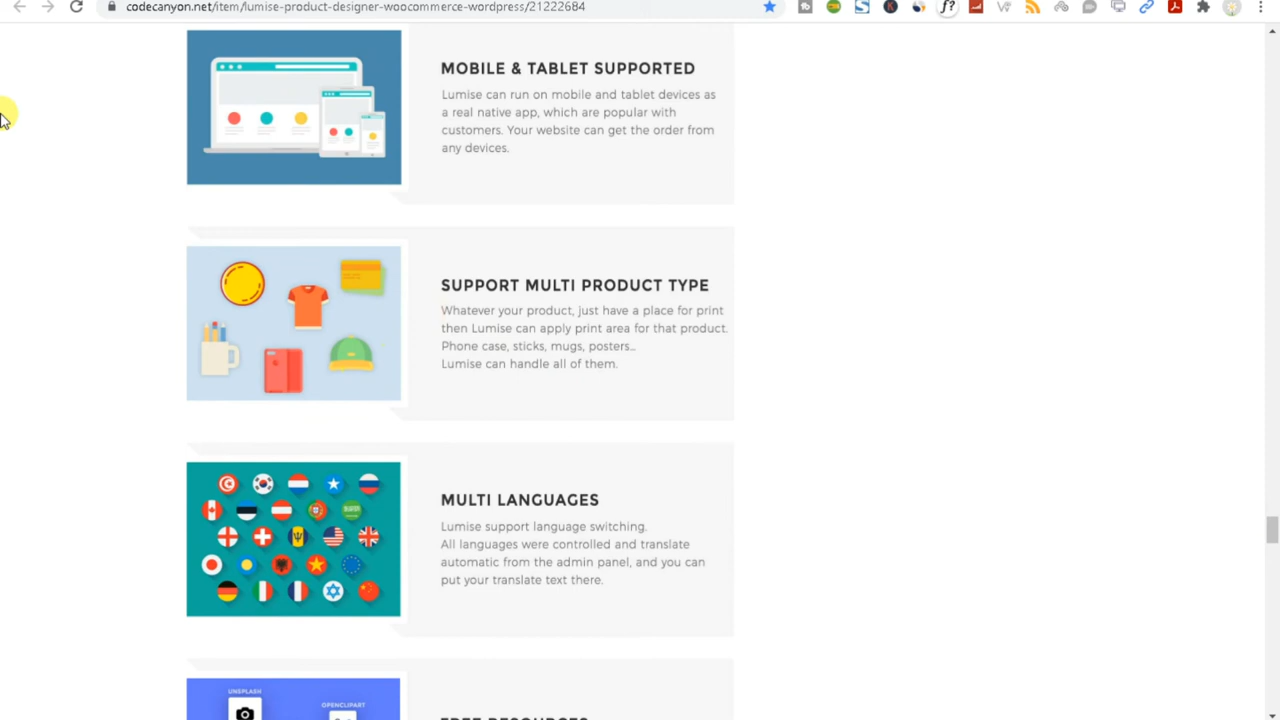 codecanyon.net/item/lumise-product-designer-woocommerce-wordpress/21222684
MOBILE & TABLET SUPPORTED
Lumise can run on mobile and tablet devices as
a real native app, which are popular with
customers. Your website can get the order from
any devices.
SUPPORT MULTI PRODUCT TYPE
Whatever your product, just have a place for print
then Lumise can apply print area for that product.
Phone case, sticks, mugs, posters...
Lumise can handle all of them.
MULTI LANGUAGES
Lumise support language switching.
All languages were controlled and translate
automatic from the admin panel, and you can
put your translate text there.
UNSPLASH
OPENCLIPART
FREE RESOURCES